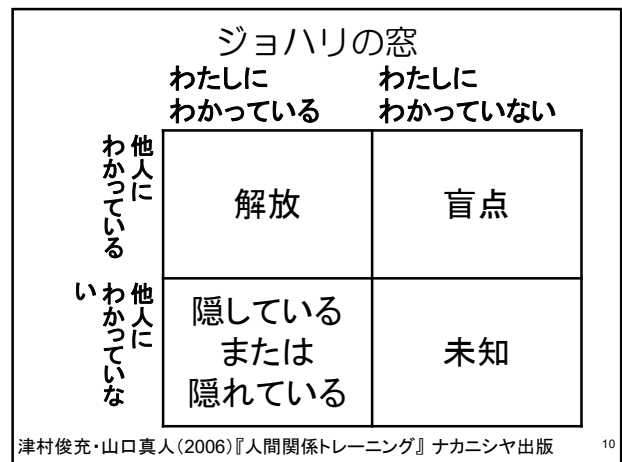 ジョハリの窓
わたしに
わかっている
わたしに
わかっていない
他人に
わかっている
解放
盲点
他人に
わかっていな
い
隠している
または
隠れている
未知
津村俊充・山口真人（2006）『人間関係トレーニング』 ナカニシヤ出版
10